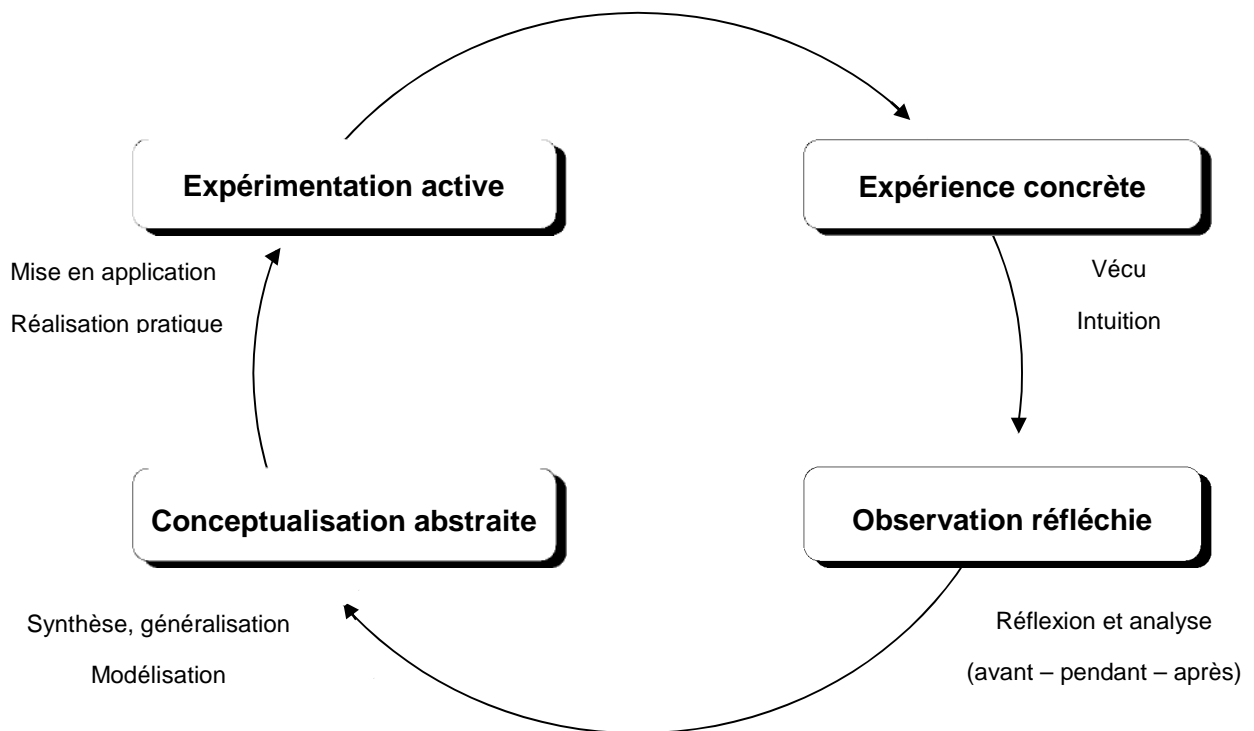 Expérimentation active
Expérience concrète
Mise en application
Réalisation pratique
Vécu
Intuition
Conceptualisation abstraite
Observation réfléchie
Synthèse, généralisation
Modélisation
Réflexion et analyse
(avant – pendant – après)